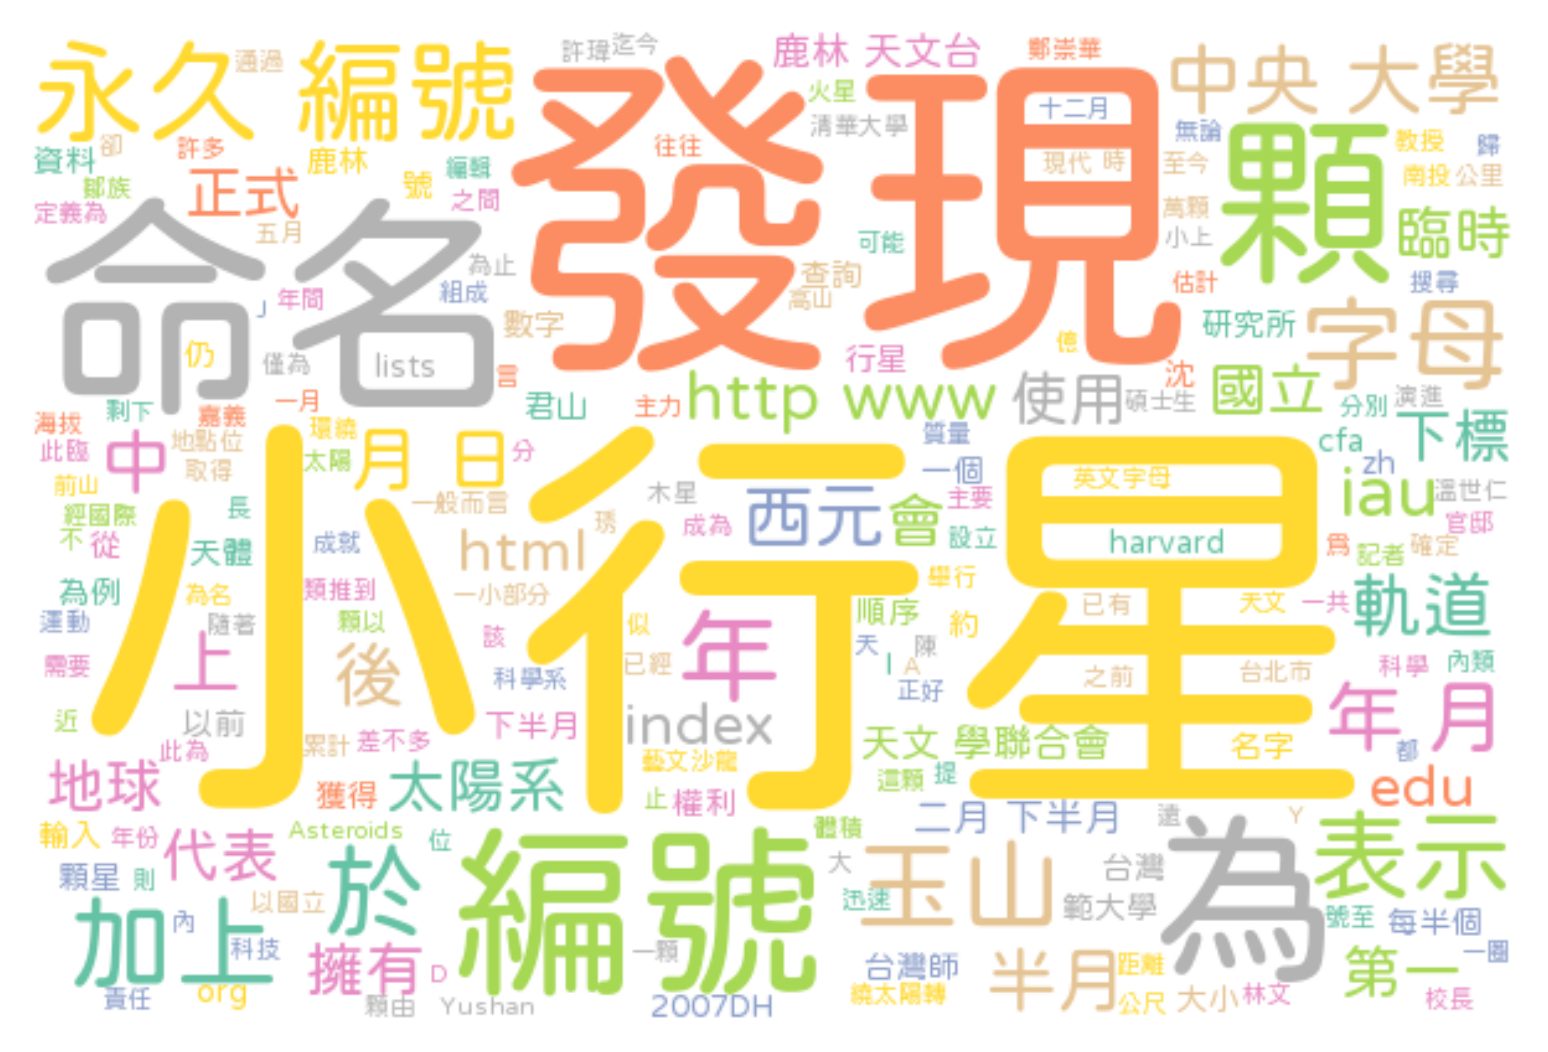 永久 編號
通過
許瑋
迄今
鹿林 天文台
鄭崇華
中央 大學
發現
火星
清華大學
十二月
無論
顆
教授
歸
資料
卻
許多
鹿林
編輯
往往
現代 時
至今
南投
公里
鄒族
正式
號
之間
定義為
五月
萬顆
小上
臨時
命名
為止
可能
查詢
高山
估計
搜尋
年間
組成
數字
研究所
字母
仍
僅為
lists
言
行星
億
沈
國立
分別
演進
海拔
剩下
嘉義
一月
君山
主力
http www
使用
碩士生
下標
此臨
中
地點位
取得
環繞
太陽
月 日
分
質量
一個
cfa
zh
前山
一般而言
木星
西元
會
主要
英文字母
iau
溫世仁
經國際
長
不
從
天體
成就
html
琇
成為
設立
harvard
為
記者
確定
官邸
小行星
為例
為名
類推到
一小部分
舉行
已有
天文
一共
軌道
運動
隨著
顆以
該
似
年
順序
約
需要
上
後
科學系
已經
天
I
A
陳
正好
之前
台北市
科學
內類
近
以前
下半月
index
年 月
此為
累計
差不多
天文 學聯合會
名字
都
地球
獲得
太陽系
藝文沙龍
止
權利
這顆
提
edu
輸入
年份
代表
Asteroids
位
編號
體積
二月 下半月
遠
Y
為
表示
顆星
則
於
大
玉山
台灣
以國立
迅速
範大學
號至
每半個
加上
內
科技
擁有
D
一顆
台灣師
半月
距離
第一
一圈
責任
org
顆由
Yushan
2007DH
繞太陽轉
公尺
大小
林文
校長